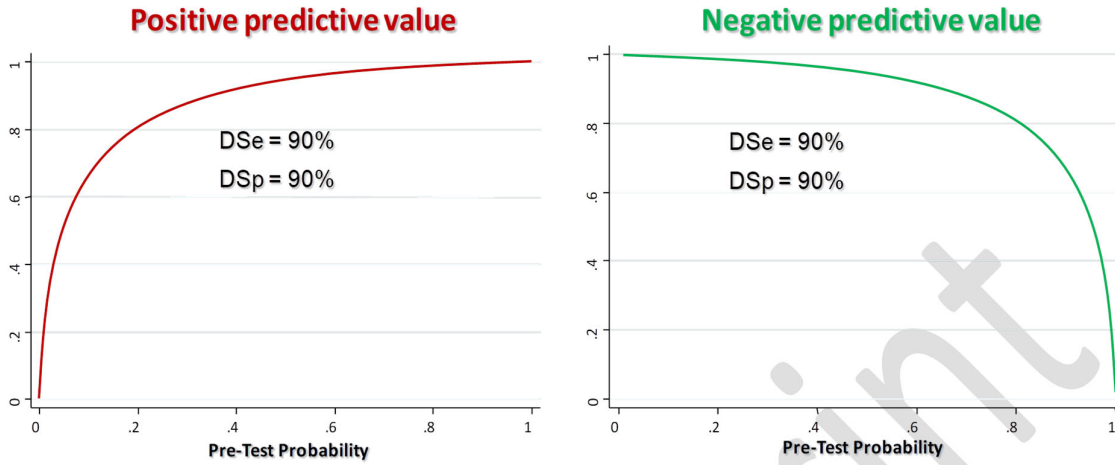 Positive predictive value
1
.8
.6
.4
.2
0
DSe = 90%
DSp = 90%
0
.2
.4
.6
.8
1
Pre-Test Probability
Negative predictive value
1
.8
.6
.4
.2
0
DSe = 90%
DSp = 90%
0
.2
.4
.6
.8
1
Pre-Test Probability
int